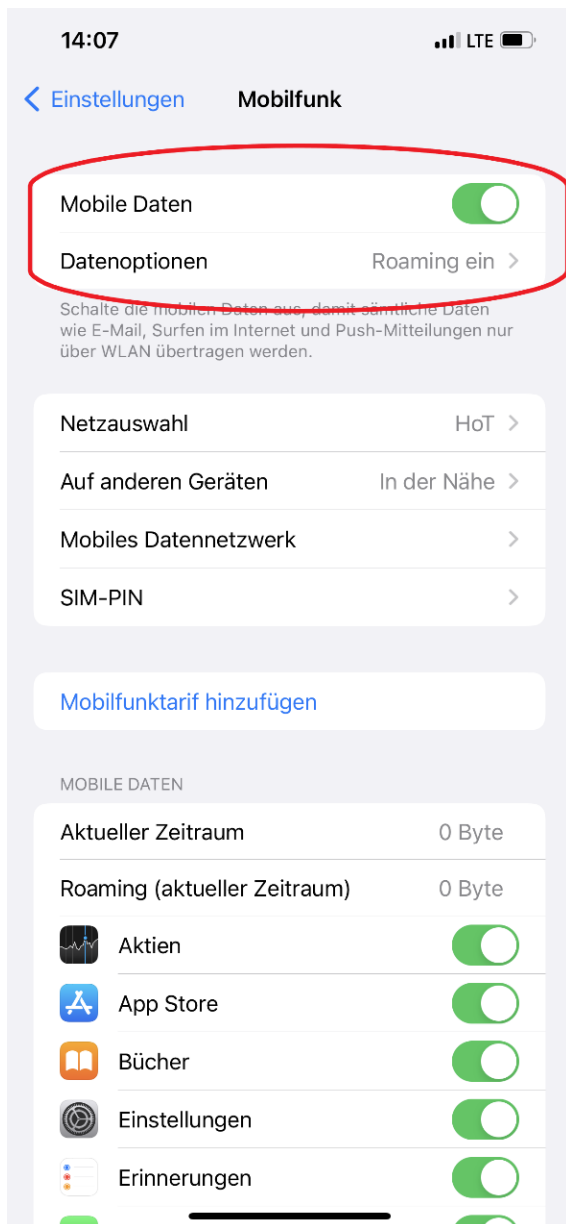 14:07 LTE
Einstellungen Mobilfunk
Mobile Daten
Datenoptionen Roaming ein
Schalte die mobilen Daten aus, damit sämtliche Daten
wie E-Mail, Surfen im Internet und Push-Mitteilungen nur
über WLAN übertragen werden.
Netzauswahl HoT
Auf anderen Geräten In der Nähe
Mobiles Datennetzwerk
SIM-PIN
Mobilfunktarif hinzufügen
MOBILE DATEN
Aktueller Zeitraum 0 Byte
Roaming (aktueller Zeitraum) 0 Byte
Aktien
App Store
Bücher
Einstellungen
Erinnerungen